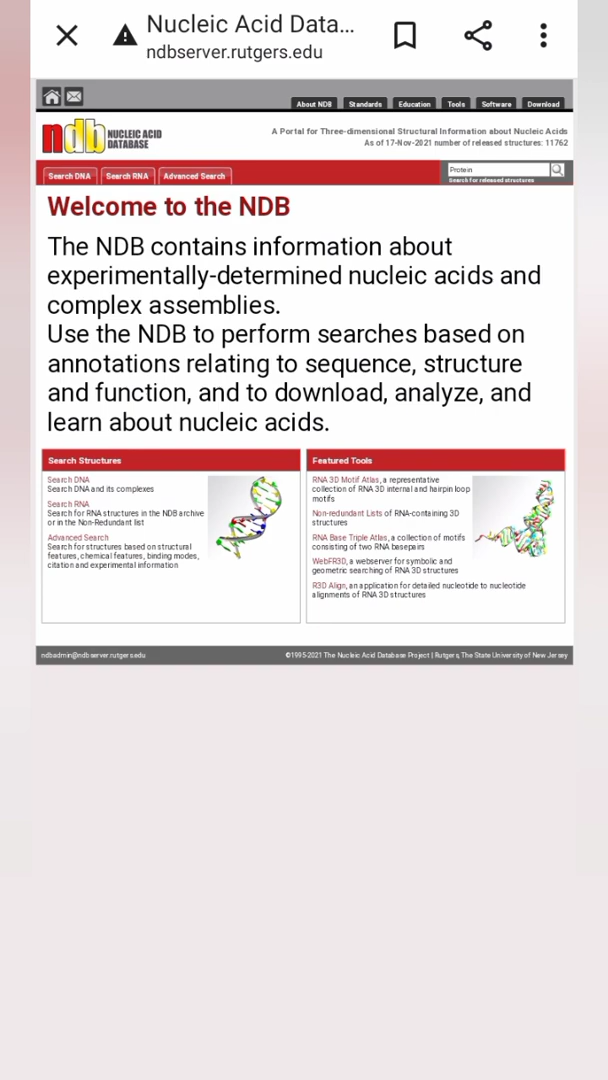 Nucleic Acid Data...
ndbserver.rutgers.edu
About NDB Standards Education Tools Software Download
ndb NUCLEIC ACID DATABASE
A Portal for Three-dimensional Structural Information about Nucleic Acids
As of 17-Nov-2021 number of released structures: 11762
Search DNA Search RNA Advanced Search
Protein
Search for released structures
Welcome to the NDB
The NDB contains information about
experimentally-determined nucleic acids and
complex assemblies.
Use the NDB to perform searches based on
annotations relating to sequence, structure
and function, and to download, analyze, and
learn about nucleic acids.
Search Structures
Search DNA
Search DNA and its complexes
Search RNA
Search for RNA structures in the NDB archive
or in the Non-Redundant list
Advanced Search
Search for structures based on structural
features, chemical features, binding modes,
citation and experimental information
Featured Tools
RNA 3D Motif Atlas, a representative
collection of RNA 3D internal and hairpin loop
motifs
Non-redundant Lists of RNA-containing 3D
structures
RNA Base Triple Atlas, a collection of motifs
consisting of two RNA basepairs
WebFR3D, a webserver for symbolic and
geometric searching of RNA 3D structures
R3D Align, an application for detailed nucleotide to nucleotide
alignments of RNA 3D structures
ndbadmin@ndbserver.rutgers.edu
©1995-2021 The Nucleic Acid Database Project | Rutgers, The State University of New Jersey